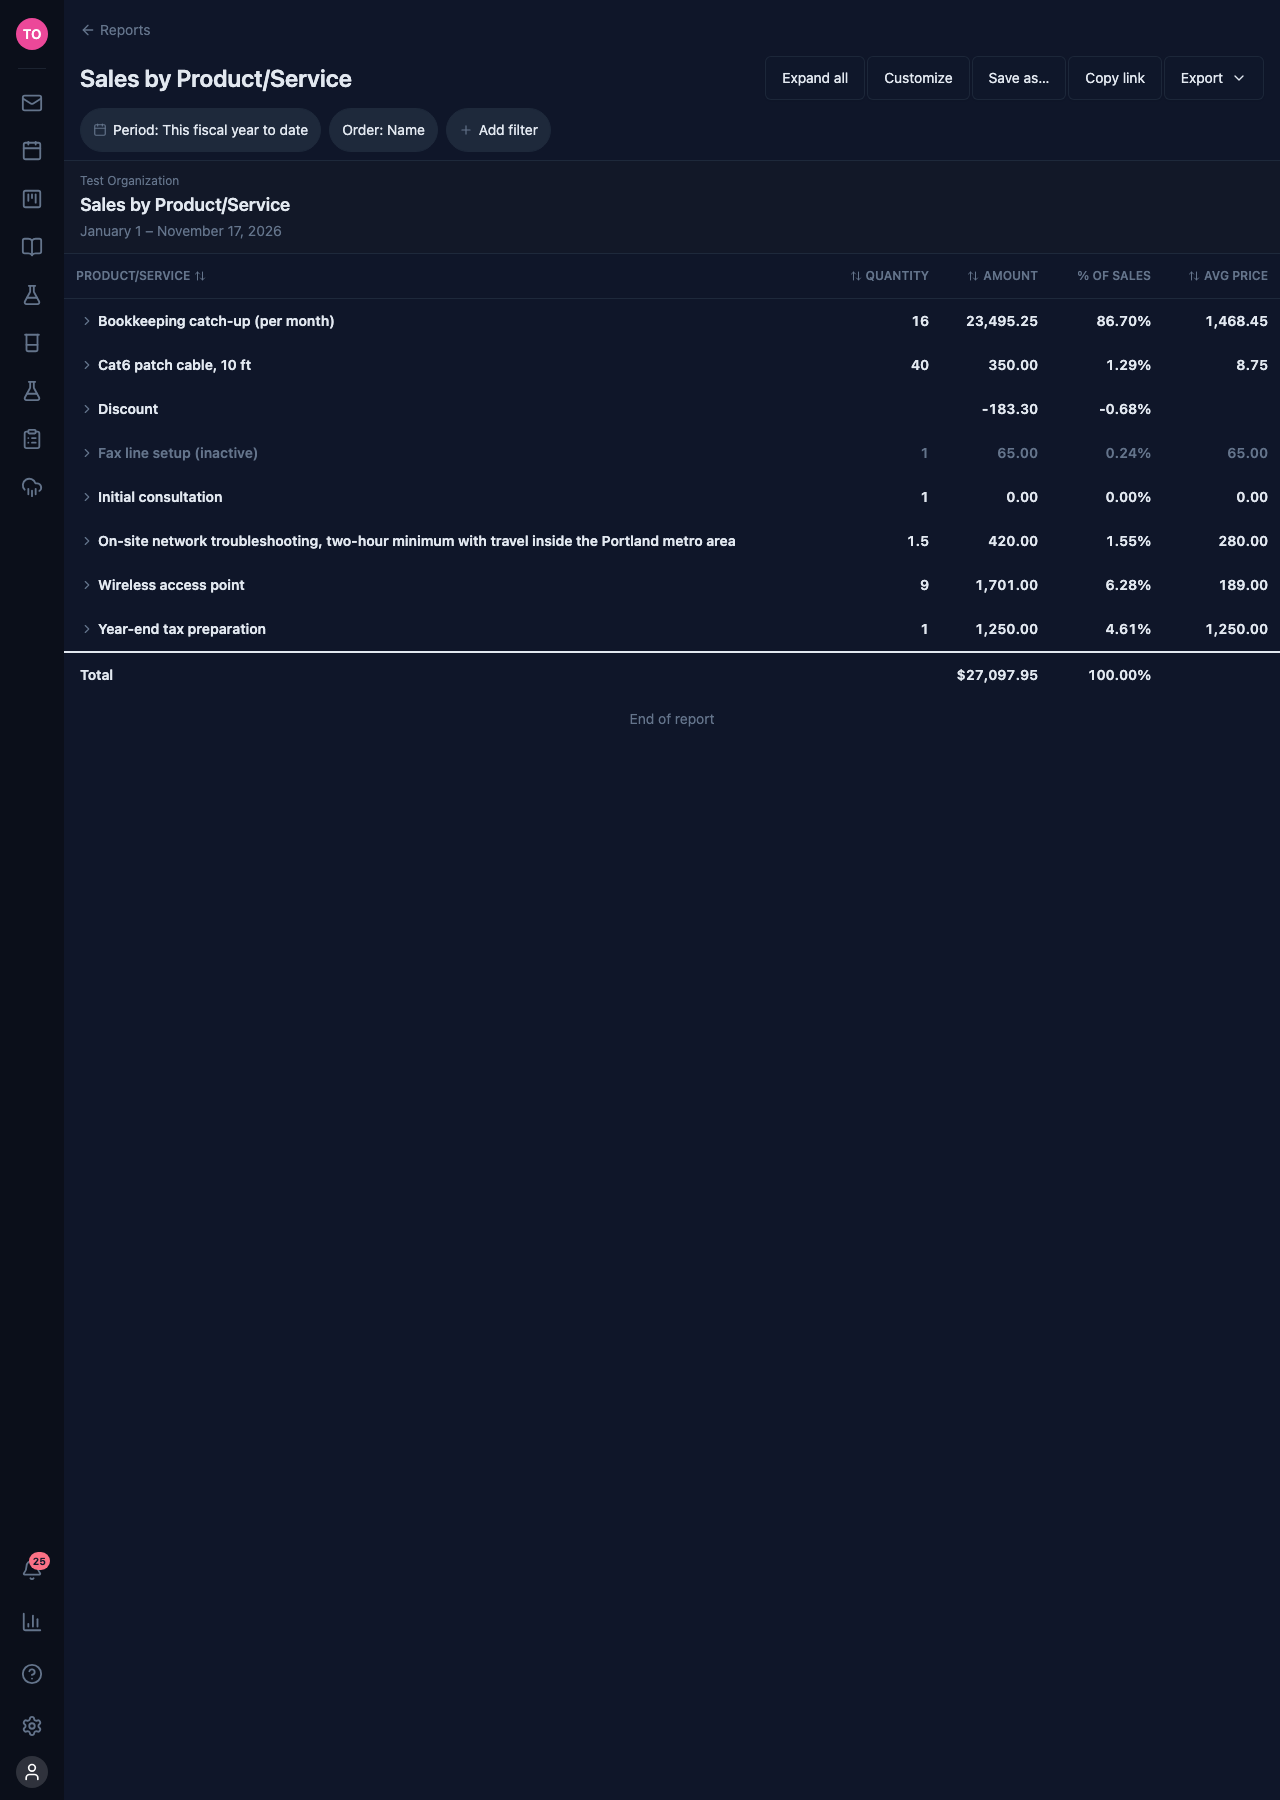 TO
Reports
Sales by Product/Service
Expand all
Customize
Save as...
Copy link
Export
Period: This fiscal year to date
Order: Name
Add filter
Test Organization
Sales by Product/Service
January 1 – November 17, 2026
PRODUCT/SERVICE QUANTITY AMOUNT % OF SALES AVG PRICE
Bookkeeping catch-up (per month) 16 23,495.25 86.70% 1,468.45
Cat6 patch cable, 10 ft 40 350.00 1.29% 8.75
Discount -183.30 -0.68%
Fax line setup (inactive) 1 65.00 0.24% 65.00
Initial consultation 1 0.00 0.00% 0.00
On-site network troubleshooting, two-hour minimum with travel inside the Portland metro area 1.5 420.00 1.55% 280.00
Wireless access point 9 1,701.00 6.28% 189.00
Year-end tax preparation 1 1,250.00 4.61% 1,250.00
Total $27,097.95 100.00%
End of report
25